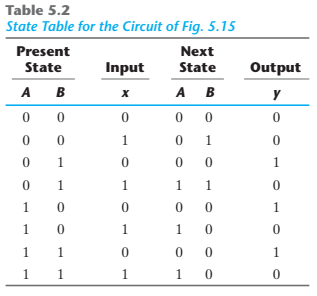 Table 5.2
State Table for the Circuit of Fig. 5.15
Present State Input Next State Output
A B x A B y
0 0 0 0 0 0
0 0 1 0 1 0
0 1 0 0 0 1
0 1 1 1 1 0
1 0 0 0 0 1
1 0 1 1 0 0
1 1 0 0 0 1
1 1 1 1 0 0